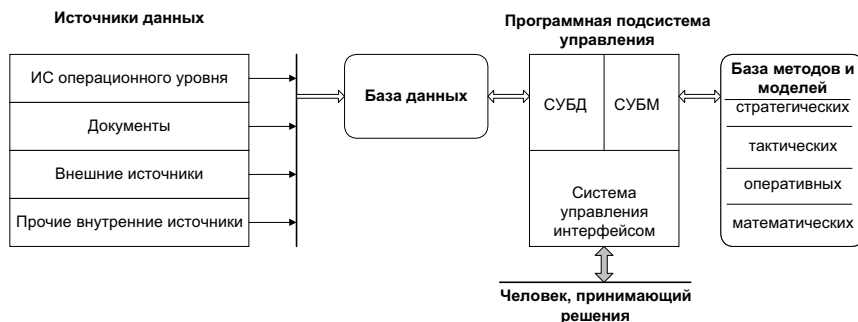 Источники данных
ИС операционного уровня
Документы
Внешние источники
Прочие внутренние источники
База данных
Программная подсистема
управления
СУБД
СУБМ
Система
управления
интерфейсом
Человек, принимающий
решения
База методов и
моделей
стратегических
тактических
оперативных
математических